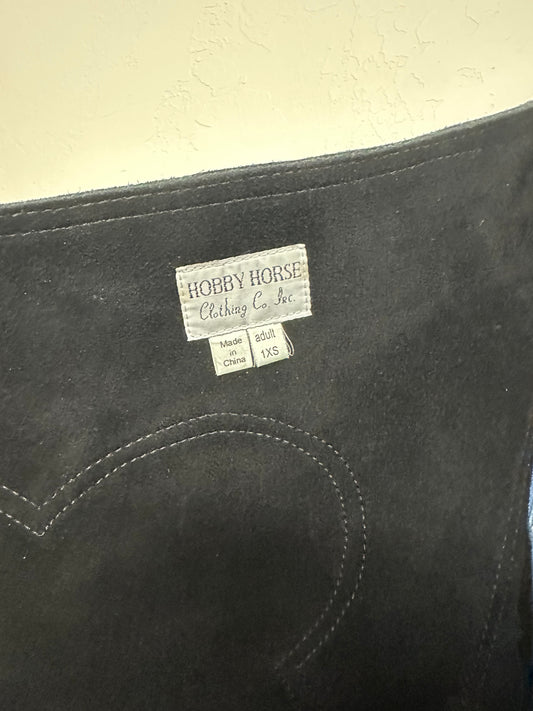 HOBBY HORSE
Clothing Co. Inc.
Made
in
China
adult
1XS